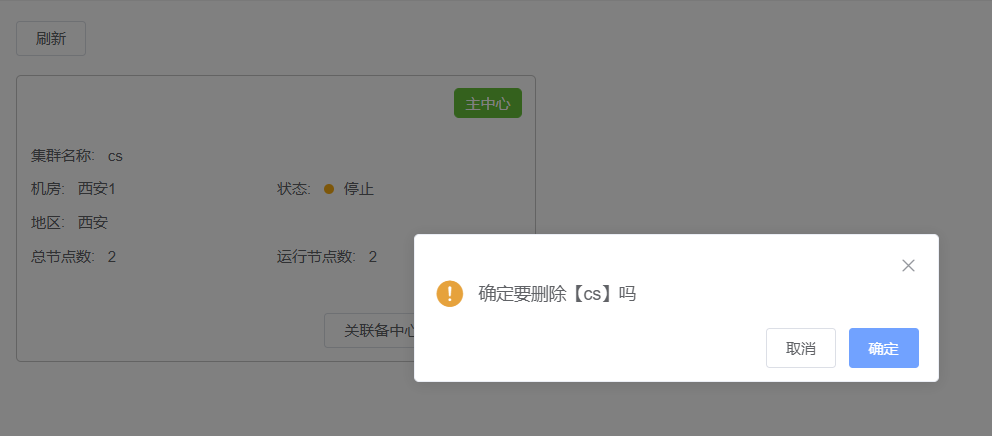 刷新
主中心
集群名称: cs
机房: 西安1 状态: 停止
地区: 西安
总节点数: 2 运行节点数: 2
关联备中心
确定要删除【cs】吗
取消 确定